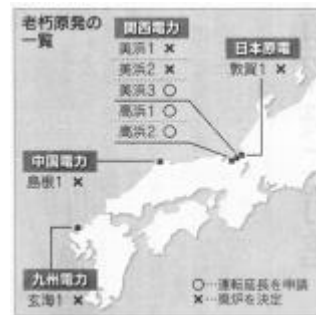 老朽原発の
一覧
関西電力
美浜1 ×
美浜2 ×
美浜3 ○
高浜1 ○
高浜2 ○
日本原電
敦賀1 ×
中国電力
島根1 ×
九州電力
玄海1 ×
○…運転延長を申請
×…廃炉を決定